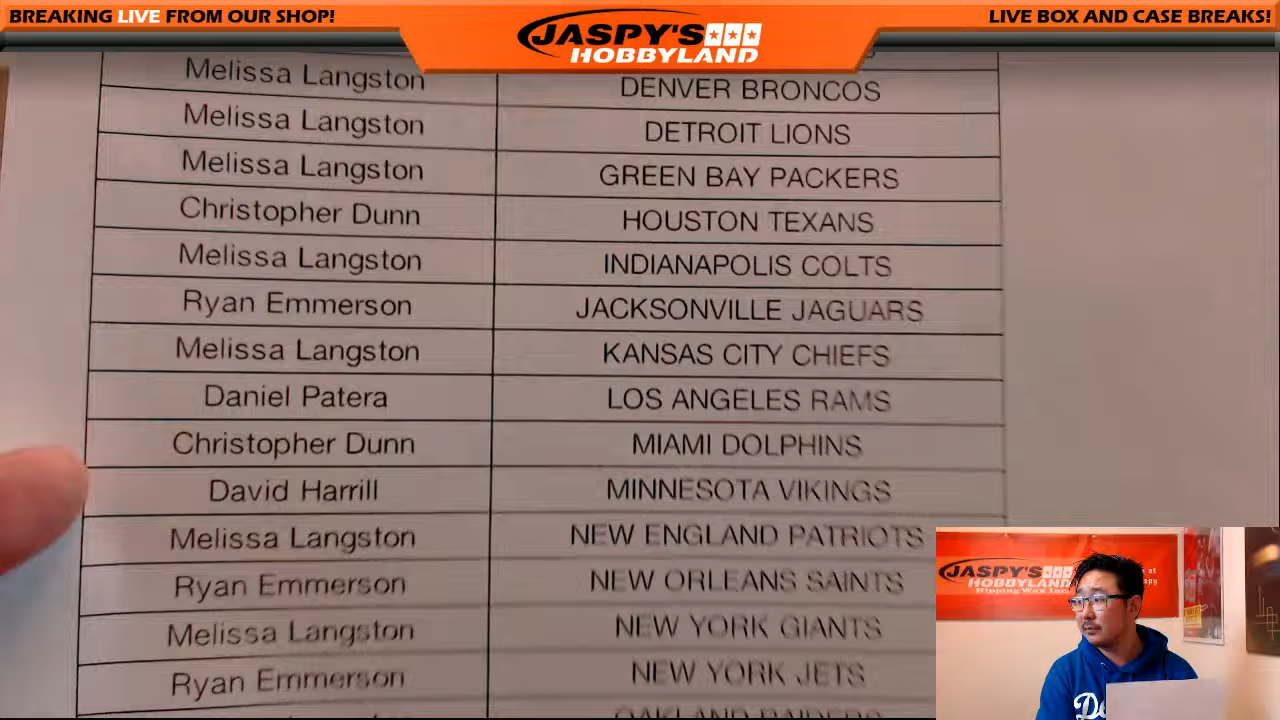 BREAKING LIVE FROM OUR SHOP!
JASPY'S
HOBBYLAND
LIVE BOX AND CASE BREAKS!
Melissa Langston DENVER BRONCOS
Melissa Langston DETROIT LIONS
Melissa Langston GREEN BAY PACKERS
Christopher Dunn HOUSTON TEXANS
Melissa Langston INDIANAPOLIS COLTS
Ryan Emmerson JACKSONVILLE JAGUARS
Melissa Langston KANSAS CITY CHIEFS
Daniel Patera LOS ANGELES RAMS
Christopher Dunn MIAMI DOLPHINS
David Harrill MINNESOTA VIKINGS
Melissa Langston NEW ENGLAND PATRIOTS
Ryan Emmerson NEW ORLEANS SAINTS
Melissa Langston NEW YORK GIANTS
Ryan Emmerson NEW YORK JETS
OAKLAND RAIDERS
JASPY'S
HOBBYLAND
Ripping Wax